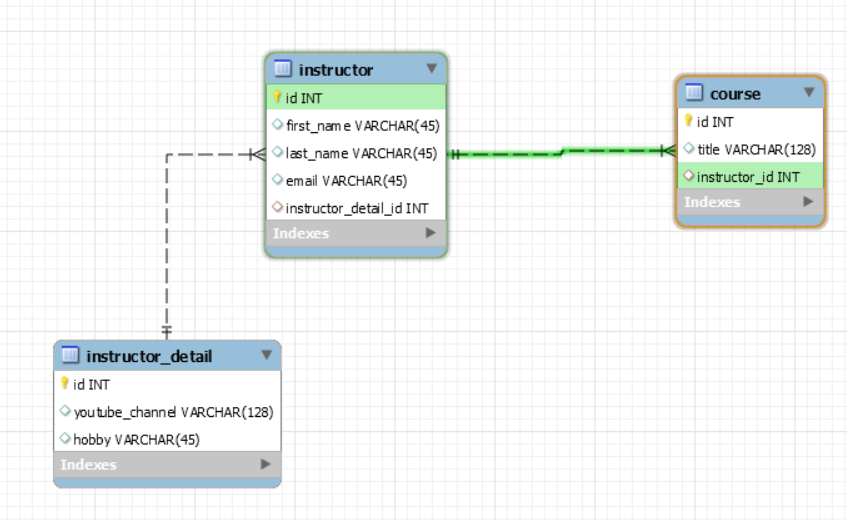 instructor
id INT
first_name VARCHAR(45)
last_name VARCHAR(45)
email VARCHAR(45)
instructor_detail_id INT
Indexes
course
id INT
title VARCHAR(128)
instructor_id INT
Indexes
instructor_detail
id INT
youtube_channel VARCHAR(128)
hobby VARCHAR(45)
Indexes